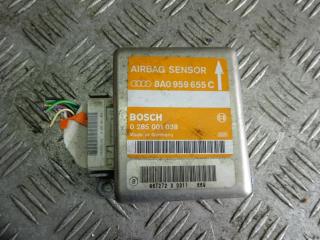 AIRBAG SENSOR
8A0 959 655 C
BOSCH
0 285 001 038
Made in Germany